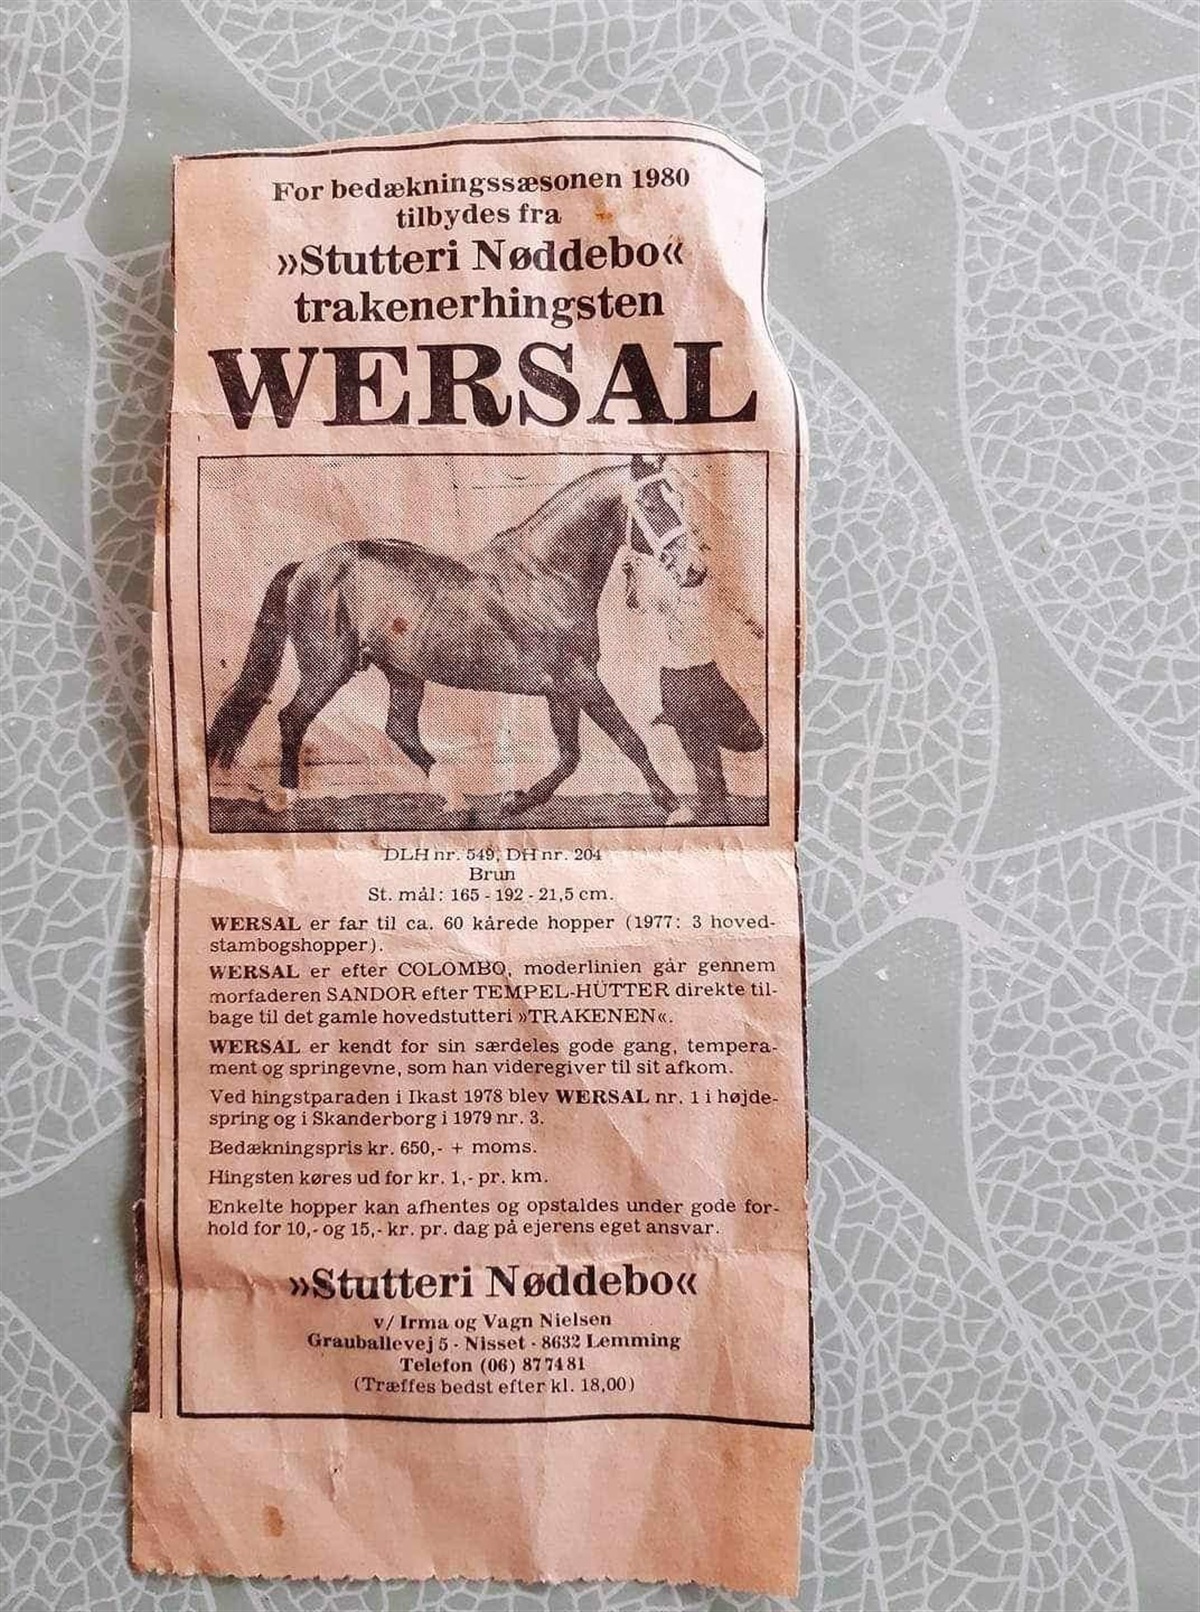 For bedækningssæsonen 1980
tilbydes fra
»Stutteri Nøddebo«
trakenerhingsten
WERSAL
DLH nr. 549, DH nr. 204
Brun
St. mål: 165 - 192 - 21,5 cm.
WERSAL er far til ca. 60 kårede hopper (1977: 3 hoved-
stambogshopper).
WERSAL er efter COLOMBO, moderlinien går gennem
morfaderen SANDOR efter TEMPEL-HÜTTER direkte til-
bage til det gamle hovedstutteri »TRAKENEN«.
WERSAL er kendt for sin særdeles gode gang, tempera-
ment og springevne, som han videregiver til sit afkom.
Ved hingstparaden i Ikast 1978 blev WERSAL nr. 1 i højde-
spring og i Skanderborg i 1979 nr. 3.
Bedækningspris kr. 650,- + moms.
Hingsten køres ud for kr. 1,- pr. km.
Enkelte hopper kan afhentes og opstaldes under gode for-
hold for 10,- og 15,- kr. pr. dag på ejerens eget ansvar.
»Stutteri Nøddebo«
v/ Irma og Vagn Nielsen
Grauballevej 5 - Nisset - 8632 Lemming
Telefon (06) 87 74 81
(Træffes bedst efter kl. 18,00)